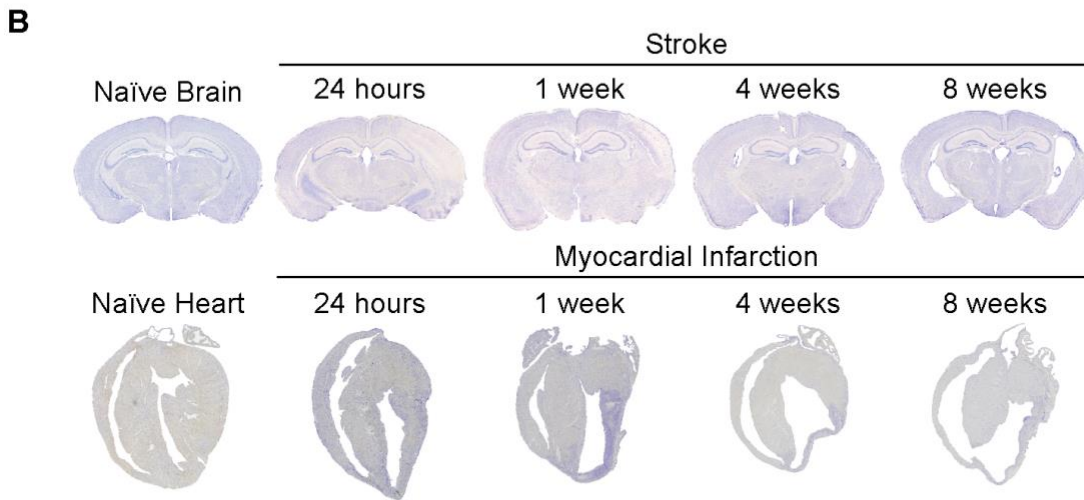 B
Stroke
Naïve Brain 24 hours 1 week 4 weeks 8 weeks
Myocardial Infarction
Naïve Heart 24 hours 1 week 4 weeks 8 weeks